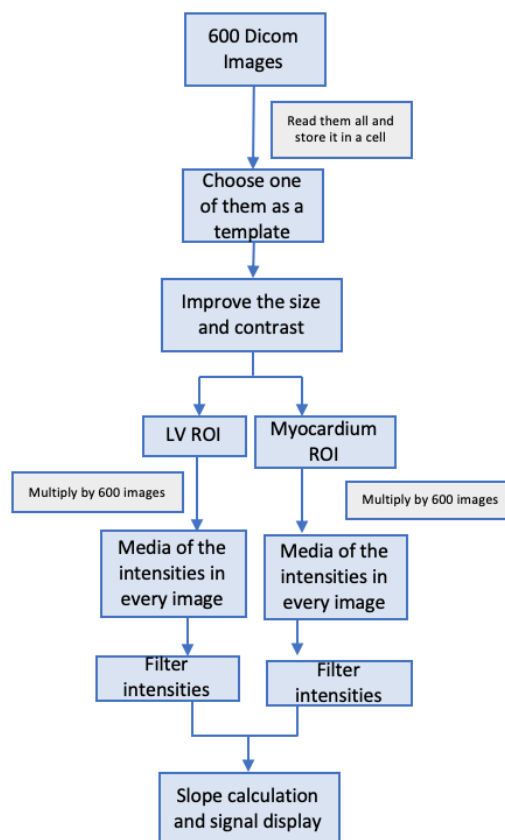 600 Dicom
Images
Read them all and
store it in a cell
Choose one
of them as a
template
Improve the size
and contrast
LV ROI
Myocardium
ROI
Multiply by 600 images
Multiply by 600 images
Media of the
intensities in
every image
Media of the
intensities in
every image
Filter
intensities
Filter
intensities
Slope calculation
and signal display